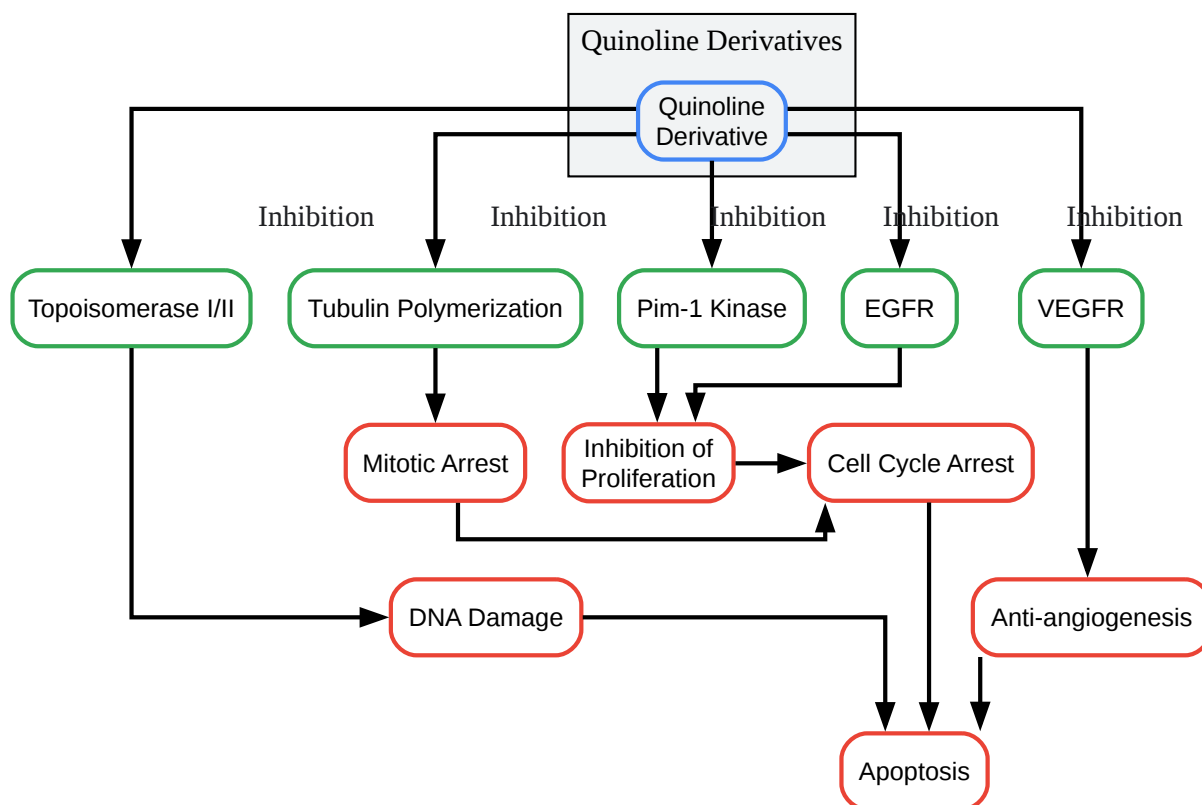 Quinoline Derivatives
Quinoline
Derivative
Inhibition
Inhibition
Inhibition
Inhibition
Inhibition
Topoisomerase I/II
Tubulin Polymerization
Pim-1 Kinase
EGFR
VEGFR
Mitotic Arrest
Inhibition of
Proliferation
Cell Cycle Arrest
DNA Damage
Anti-angiogenesis
Apoptosis